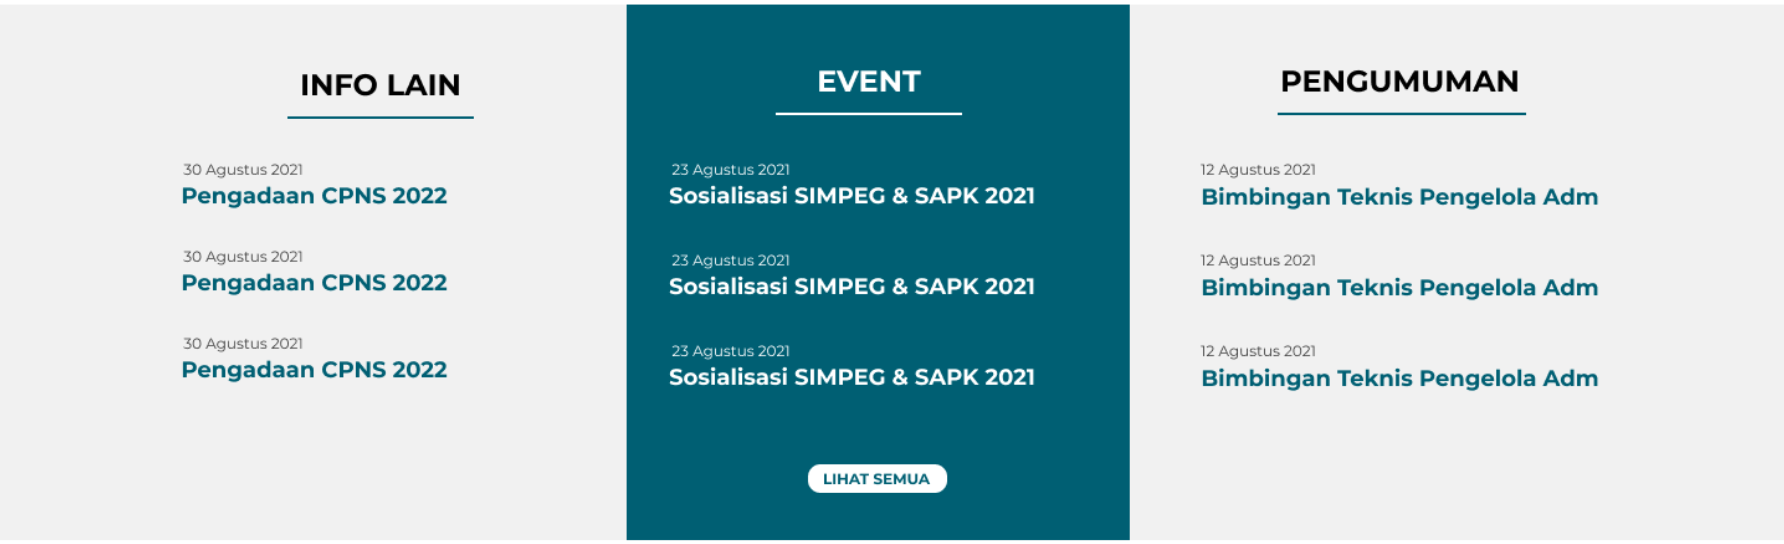 INFO LAIN
30 Agustus 2021
Pengadaan CPNS 2022
30 Agustus 2021
Pengadaan CPNS 2022
30 Agustus 2021
Pengadaan CPNS 2022
EVENT
23 Agustus 2021
Sosialisasi SIMPEG & SAPK 2021
23 Agustus 2021
Sosialisasi SIMPEG & SAPK 2021
23 Agustus 2021
Sosialisasi SIMPEG & SAPK 2021
LIHAT SEMUA
PENGUMUMAN
12 Agustus 2021
Bimbingan Teknis Pengelola Adm
12 Agustus 2021
Bimbingan Teknis Pengelola Adm
12 Agustus 2021
Bimbingan Teknis Pengelola Adm